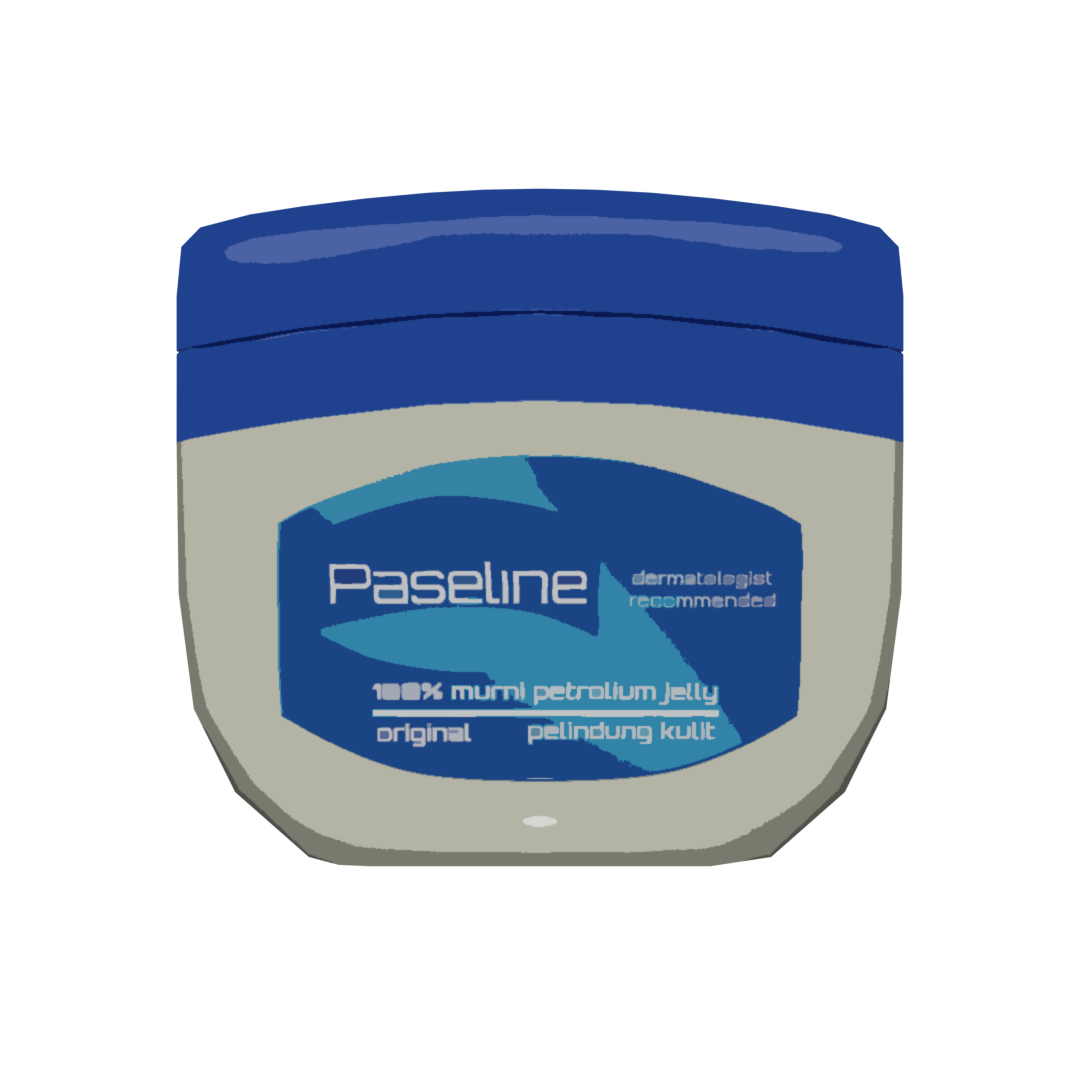 Paseline
dermatologist
recommended
100% murni petrolium jelly
original pelindung kulit